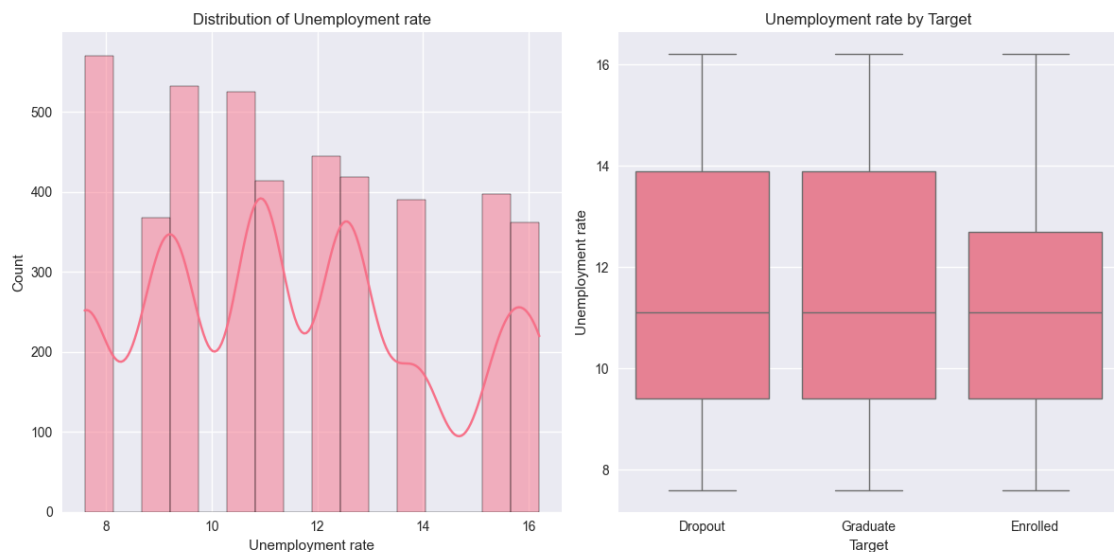 Distribution of Unemployment rate
Count
500
400
300
200
100
0
8 10 12 14 16
Unemployment rate
Unemployment rate by Target
Unemployment rate
16
14
12
10
8
Dropout Graduate Enrolled
Target